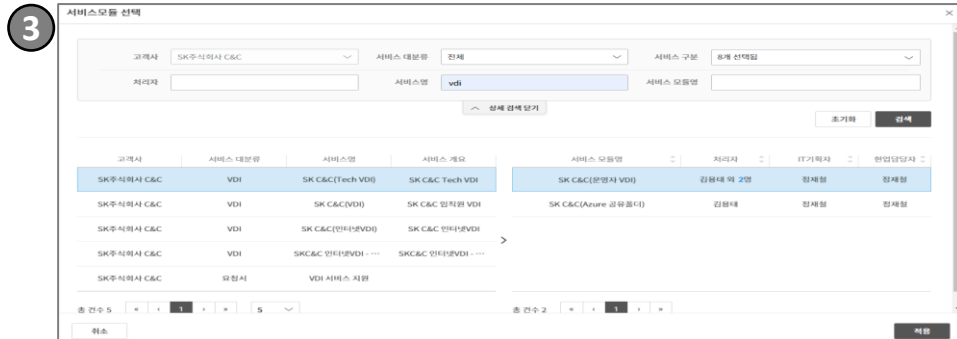 3
서비스모듈 선택
고객사 SK주식회사 C&C 서비스 대분류 전체 서비스 구분 8개 선택됨
처리자 서비스명 vdi 서비스 모듈명
상세 검색 닫기
초기화 검색
고객사 서비스 대분류 서비스명 서비스 개요 서비스 모듈명 처리자 IT기획자 현업담당자
SK주식회사 C&C VDI SK C&C(Tech VDI) SK C&C Tech VDI SK C&C(운영사 VDI) 김용태 외 2명 정재철 정재철
SK주식회사 C&C VDI SK C&C(VDI) SK C&C 임직원 VDI SK C&C(Azure 공유폴더) 김용태 정재철 정재철
SK주식회사 C&C VDI SK C&C(인터넷VDI) SK C&C 인터넷VDI
SK주식회사 C&C VDI SKC&C 인터넷VDI - ... SKC&C 인터넷VDI - ...
SK주식회사 C&C 요청서 VDI 서비스 지원
총 건수 5 « ‹ 1 › » 5 총 건수 2 « ‹ 1 › »
취소 적용